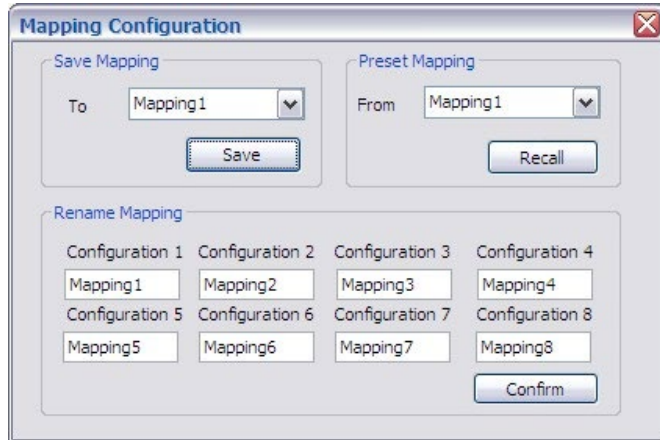 Mapping Configuration
Save Mapping
To Mapping1
Save
Preset Mapping
From Mapping1
Recall
Rename Mapping
Configuration 1 Configuration 2 Configuration 3 Configuration 4
Mapping1 Mapping2 Mapping3 Mapping4
Configuration 5 Configuration 6 Configuration 7 Configuration 8
Mapping5 Mapping6 Mapping7 Mapping8
Confirm